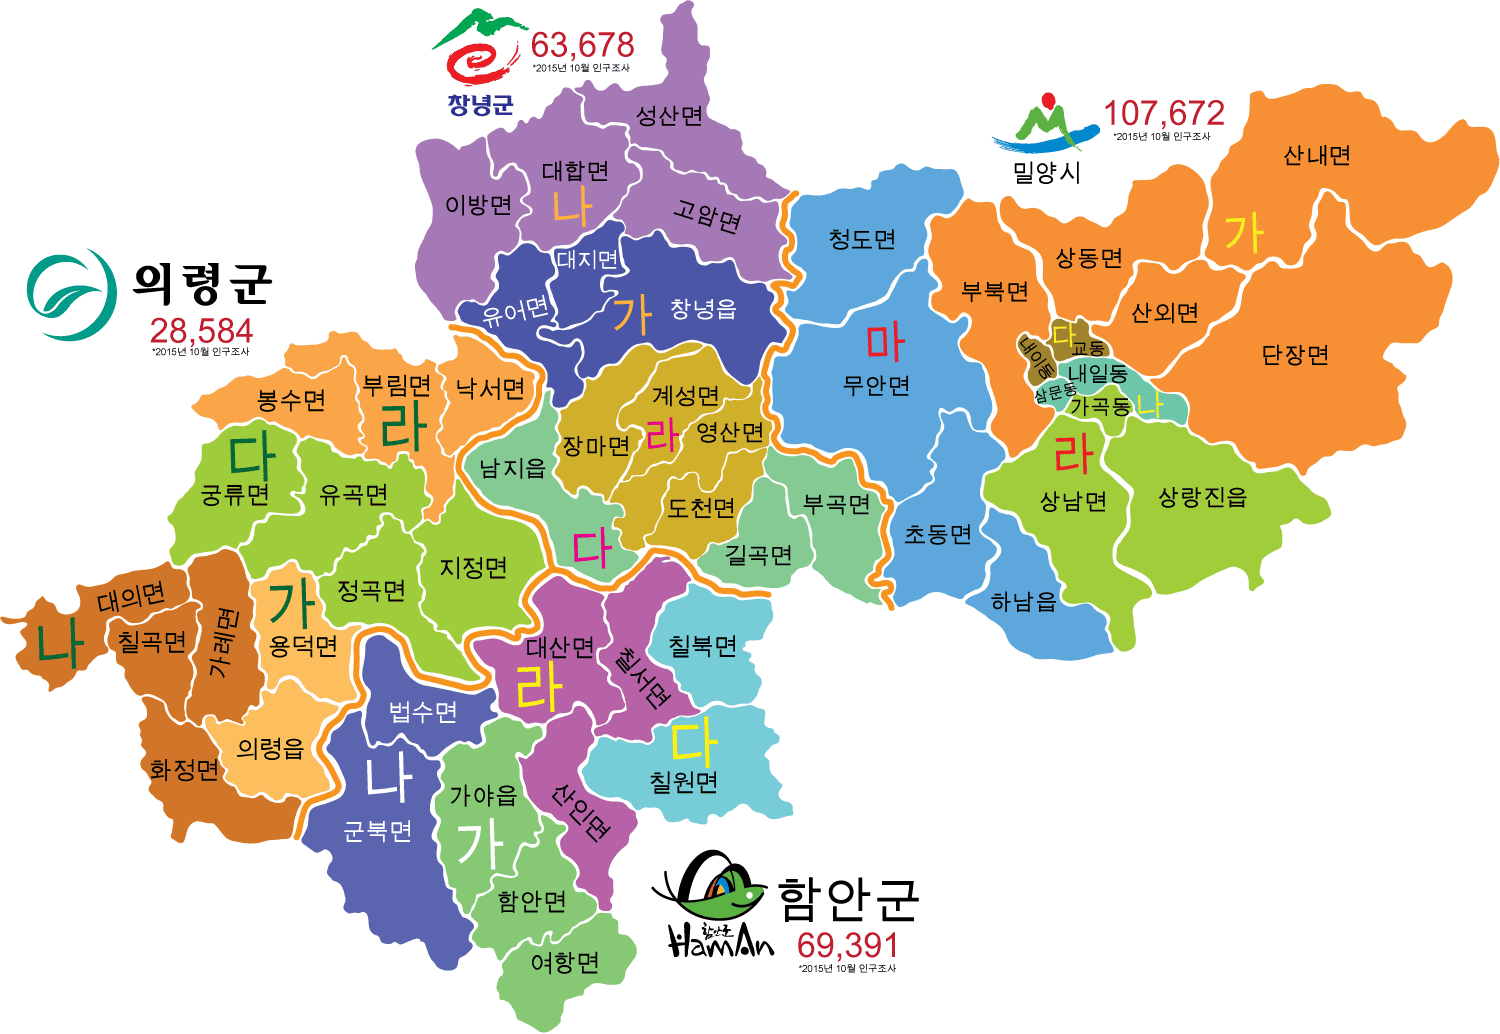 창녕군
63,678
*2015년 10월 인구조사
성산면
대합면
나
이방면
고암면
대지면
유어면
가
창녕읍
계성면
장마면
라
영산면
남지읍
도천면
다
길곡면
부곡면
밀양시
107,672
*2015년 10월 인구조사
산내면
가
청도면
상동면
부북면
산외면
마
다
교동
내이동
단장면
무안면
내일동
삼문동
가곡동
나
라
상남면
상랑진읍
초동면
하남읍
의령군
28,584
*2015년 10월 인구조사
봉수면
부림면
낙서면
라
다
궁류면
유곡면
지정면
정곡면
대의면
가
나
칠곡면
가례면
용덕면
의령읍
화정면
대산면
라
칠서면
칠북면
법수면
다
칠원면
나
가야읍
산인면
군북면
가
함안면
여항면
함안군
HamAn
함안군
69,391
*2015년 10월 인구조사